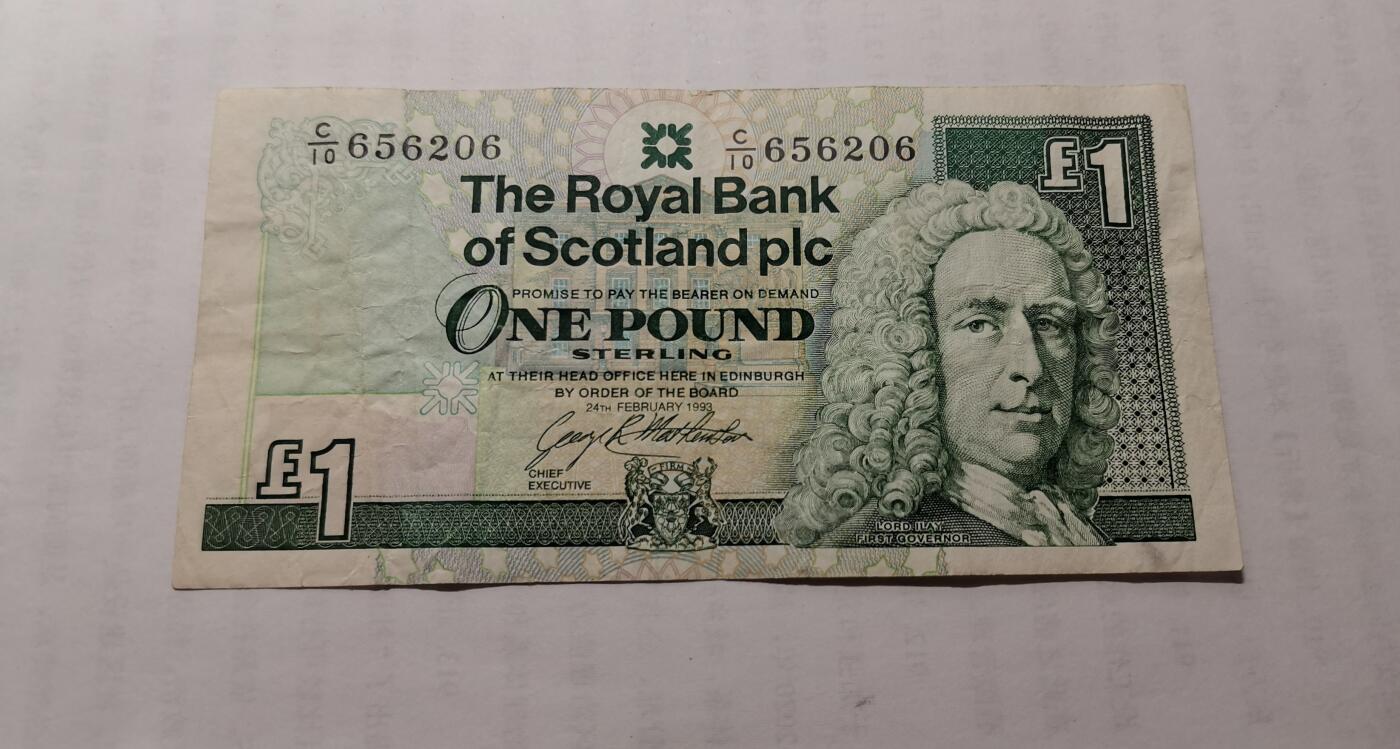 C/10 656206
C/10 656206
£1
The Royal Bank
of Scotland plc
PROMISE TO PAY THE BEARER ON DEMAND
ONE POUND
STERLING
AT THEIR HEAD OFFICE HERE IN EDINBURGH
BY ORDER OF THE BOARD
24TH FEBRUARY 1993
CHIEF
EXECUTIVE
£1
FIRM
LORD ILAY
FIRST GOVERNOR